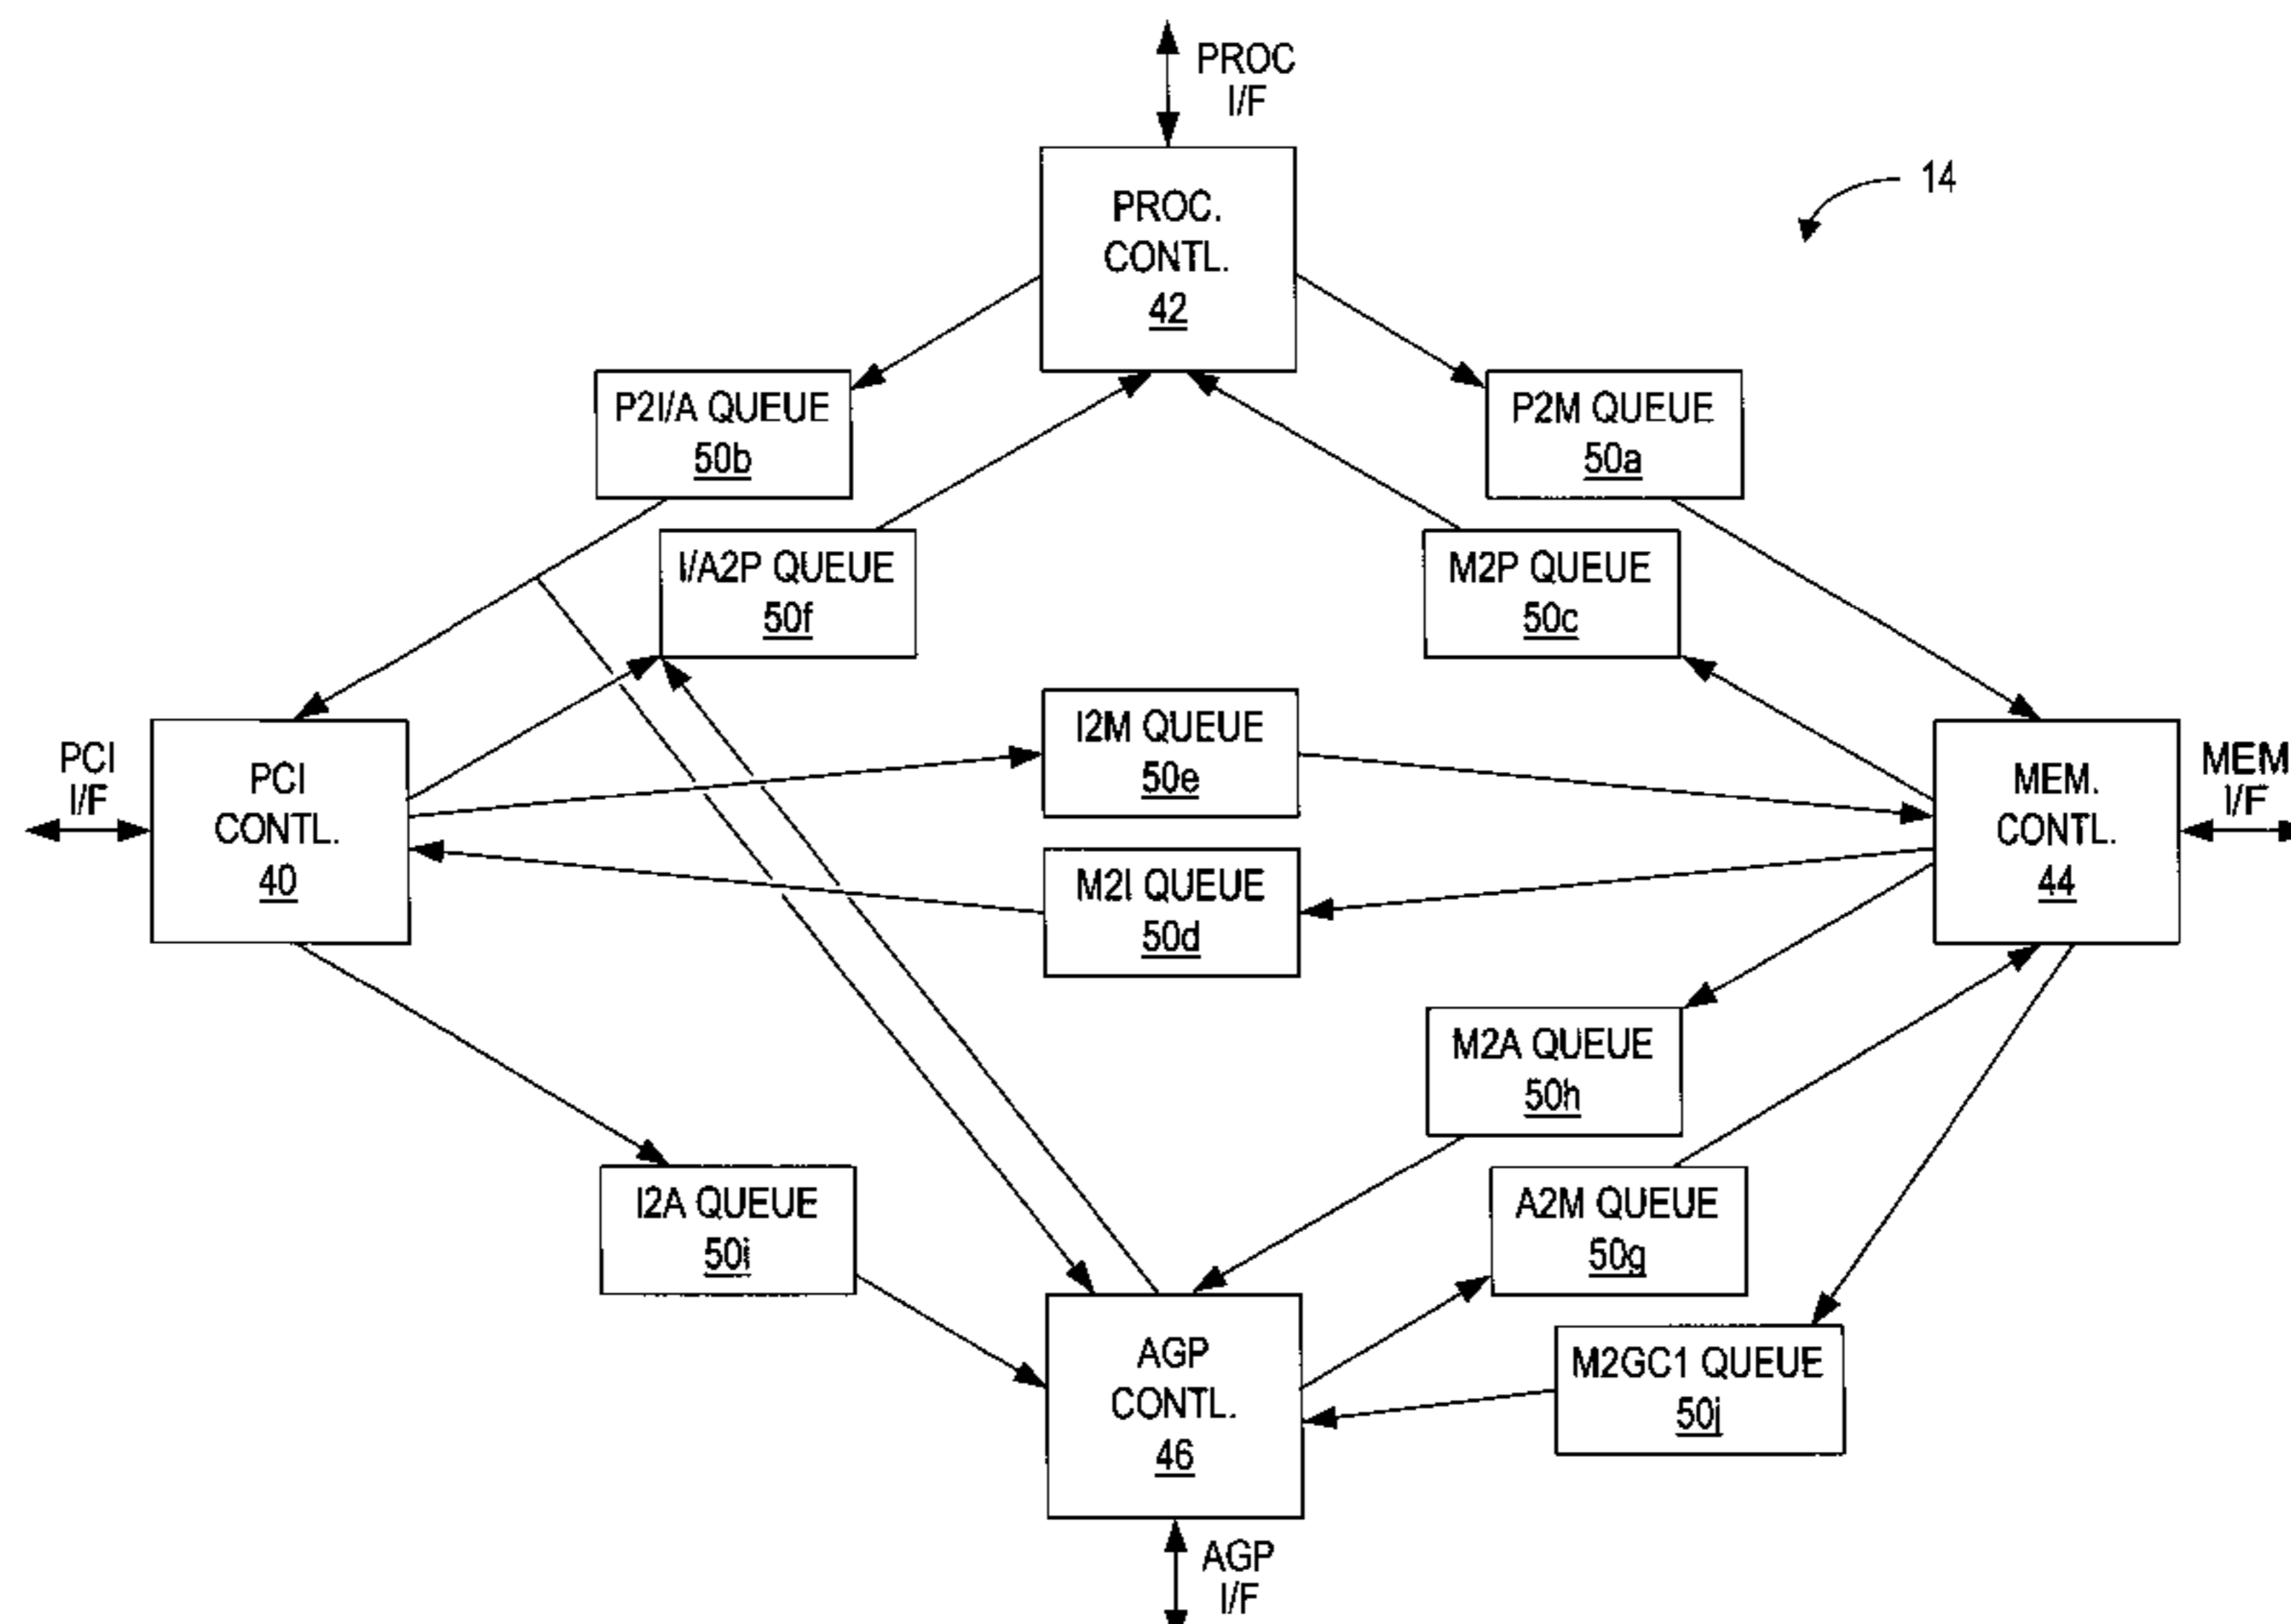 PROC
I/F
14
PROC.
CONTL.
42
P2I/A QUEUE
50b
P2M QUEUE
50a
I/A2P QUEUE
50f
M2P QUEUE
50c
I2M QUEUE
50e
PCI
I/F
PCI
CONTL.
40
MEM.
CONTL.
44
MEM
I/F
M2I QUEUE
50d
M2A QUEUE
50h
I2A QUEUE
50i
A2M QUEUE
50g
AGP
CONTL.
46
M2GC1 QUEUE
50j
AGP
I/F